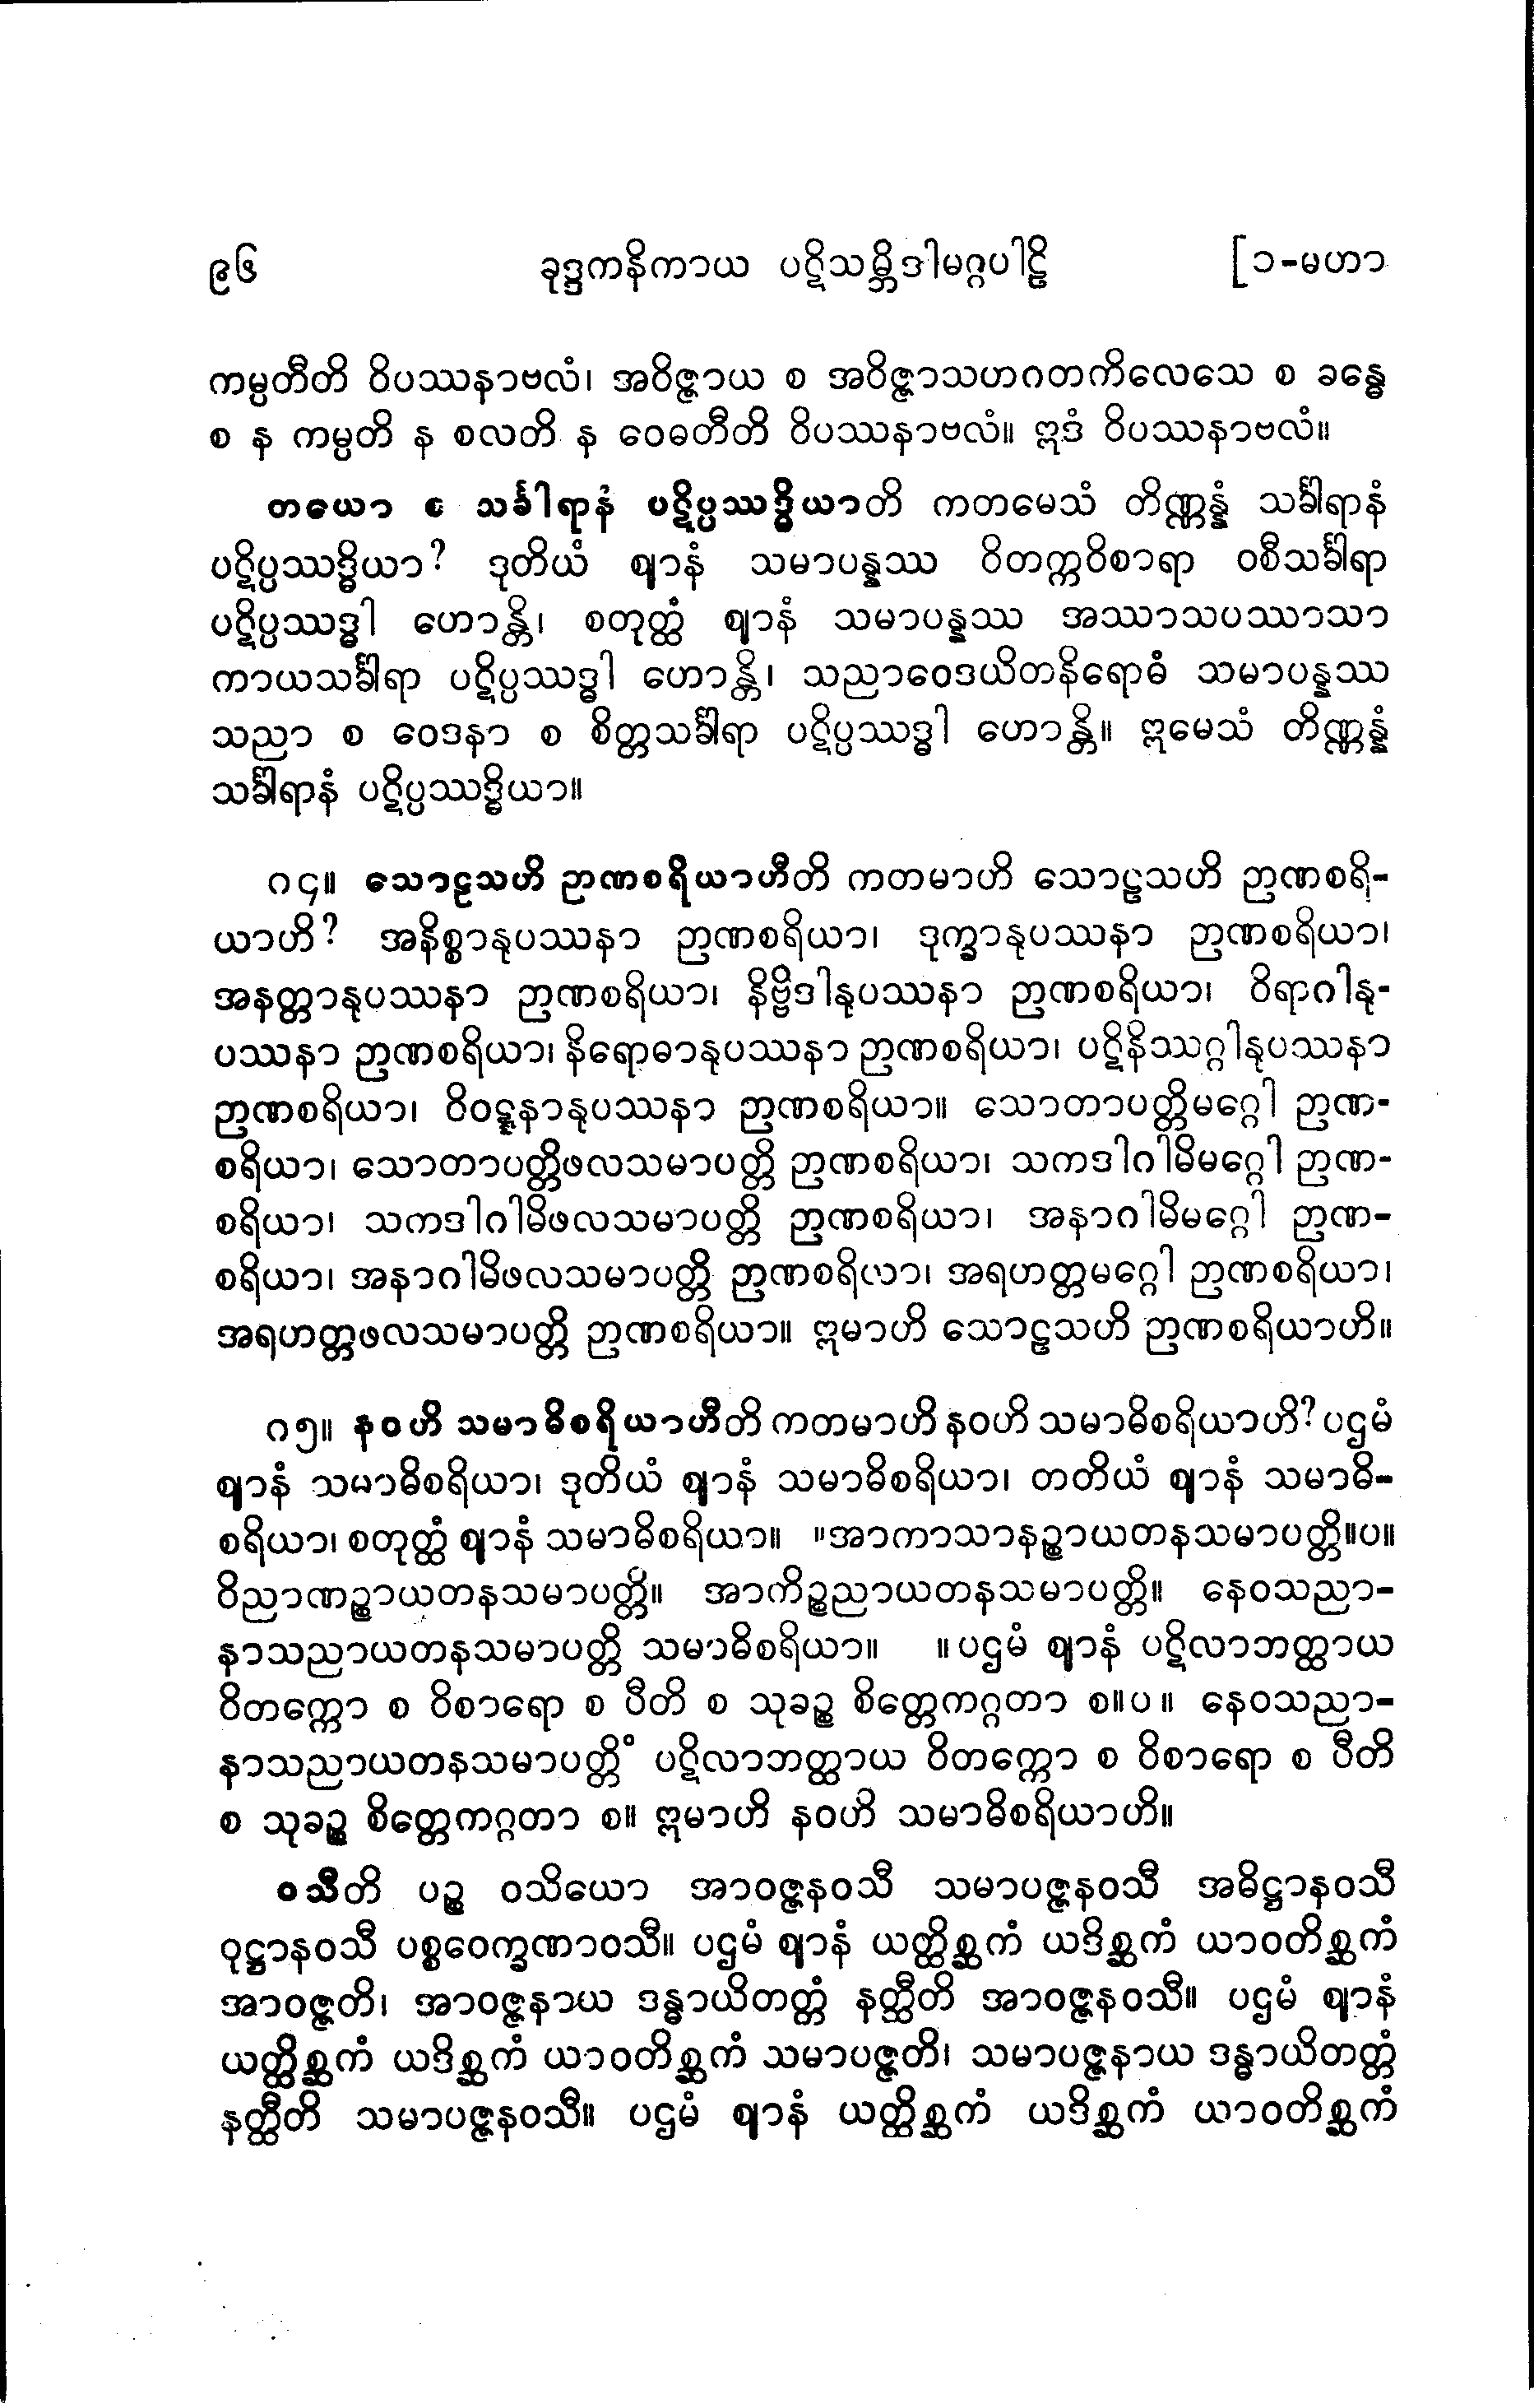 ၉၆ ခုဒ္ဒကနိကာယ ပဋိသမ္ဘိဒါမဂ္ဂပါဠိ [၁-မဟာ
ကမ္ပတီတိ ဝိပဿနာဗလံ၊ အဝိဇ္ဇာယ စ အဝိဇ္ဇာသဟဂတကိလေသေ စ ခန္ဓေ
စ န ကမ္ပတိ န စလတိ န ဝေဓတီတိ ဝိပဿနာဗလံ။ ဣဒံ ဝိပဿနာဗလံ။
တယော စ သင်္ခါရာနံ ပဋိပ္ပဿဒ္ဓိယာတိ ကတမေသံ တိဏ္ဏန္နံ သင်္ခါရာနံ
ပဋိပ္ပဿဒ္ဓိယာ? ဒုတိယံ ဈာနံ သမာပန္နဿ ဝိတက္ကဝိစာရာ ဝစီသင်္ခါရာ
ပဋိပ္ပဿဒ္ဓါ ဟောန္တိ၊ စတုတ္ထံ ဈာနံ သမာပန္နဿ အဿာသပဿာသာ
ကာယသင်္ခါရာ ပဋိပ္ပဿဒ္ဓါ ဟောန္တိ၊ သညာဝေဒယိတနိရောဓံ သမာပန္နဿ
သညာ စ ဝေဒနာ စ စိတ္တသင်္ခါရာ ပဋိပ္ပဿဒ္ဓါ ဟောန္တိ။ ဣမေသံ တိဏ္ဏန္နံ
သင်္ခါရာနံ ပဋိပ္ပဿဒ္ဓိယာ။
၈၄။ သောဠသဟိ ဉာဏစရိယာဟီတိ ကတမာဟိ သောဠသဟိ ဉာဏစရိ-
ယာဟိ? အနိစ္စာနုပဿနာ ဉာဏစရိယာ၊ ဒုက္ခာနုပဿနာ ဉာဏစရိယာ၊
အနတ္တာနုပဿနာ ဉာဏစရိယာ၊ နိဗ္ဗိဒါနုပဿနာ ဉာဏစရိယာ၊ ဝိရာဂါနု-
ပဿနာ ဉာဏစရိယာ၊ နိရောဓာနုပဿနာ ဉာဏစရိယာ၊ ပဋိနိဿဂ္ဂါနုပဿနာ
ဉာဏစရိယာ၊ ဝိဝဋ္ဋနာနုပဿနာ ဉာဏစရိယာ။ သောတာပတ္တိမဂ္ဂေါ ဉာဏ-
စရိယာ၊ သောတာပတ္တိဖလသမာပတ္တိ ဉာဏစရိယာ၊ သကဒါဂါမိမဂ္ဂေါ ဉာဏ-
စရိယာ၊ သကဒါဂါမိဖလသမာပတ္တိ ဉာဏစရိယာ၊ အနာဂါမိမဂ္ဂေါ ဉာဏ-
စရိယာ၊ အနာဂါမိဖလသမာပတ္တိ ဉာဏစရိယာ၊ အရဟတ္တမဂ္ဂေါ ဉာဏစရိယာ၊
အရဟတ္တဖလသမာပတ္တိ ဉာဏစရိယာ။ ဣမာဟိ သောဠသဟိ ဉာဏစရိယာဟိ။
၈၅။ နဝဟိ သမာဓိစရိယာဟီတိ ကတမာဟိ နဝဟိ သမာဓိစရိယာဟိ? ပဌမံ
ဈာနံ သမာဓိစရိယာ၊ ဒုတိယံ ဈာနံ သမာဓိစရိယာ၊ တတိယံ ဈာနံ သမာဓိ-
စရိယာ၊ စတုတ္ထံ ဈာနံ သမာဓိစရိယာ။ ။အာကာသာနဉ္စာယတနသမာပတ္တိ။ပ။
ဝိညာဏဉ္စာယတနသမာပတ္တိ။ အာကိဉ္စညာယတနသမာပတ္တိ။ နေဝသညာ-
နာသညာယတနသမာပတ္တိ သမာဓိစရိယာ။ ။ပဌမံ ဈာနံ ပဋိလာဘတ္ထာယ
ဝိတက္ကော စ ဝိစာရော စ ပီတိ စ သုခဉ္စ စိတ္တေကဂ္ဂတာ စ။ပ။ နေဝသညာ-
နာသညာယတနသမာပတ္တိံ ပဋိလာဘတ္ထာယ ဝိတက္ကော စ ဝိစာရော စ ပီတိ
စ သုခဉ္စ စိတ္တေကဂ္ဂတာ စ။ ဣမာဟိ နဝဟိ သမာဓိစရိယာဟိ။
ဝသီတိ ပဉ္စ ဝသိယော အာဝဇ္ဇနဝသီ သမာပဇ္ဇနဝသီ အဓိဋ္ဌာနဝသီ
ဝုဋ္ဌာနဝသီ ပစ္စဝေက္ခဏာဝသီ။ ပဌမံ ဈာနံ ယတ္ထိစ္ဆကံ ယဒိစ္ဆကံ ယာဝတိစ္ဆကံ
အာဝဇ္ဇတိ၊ အာဝဇ္ဇနာယ ဒန္ဓာယိတတ္တံ နတ္ထီတိ အာဝဇ္ဇနဝသီ။ ပဌမံ ဈာနံ
ယတ္ထိစ္ဆကံ ယဒိစ္ဆကံ ယာဝတိစ္ဆကံ သမာပဇ္ဇတိ၊ သမာပဇ္ဇနာယ ဒန္ဓာယိတတ္တံ
နတ္ထီတိ သမာပဇ္ဇနဝသီ။ ပဌမံ ဈာနံ ယတ္ထိစ္ဆကံ ယဒိစ္ဆကံ ယာဝတိစ္ဆကံ